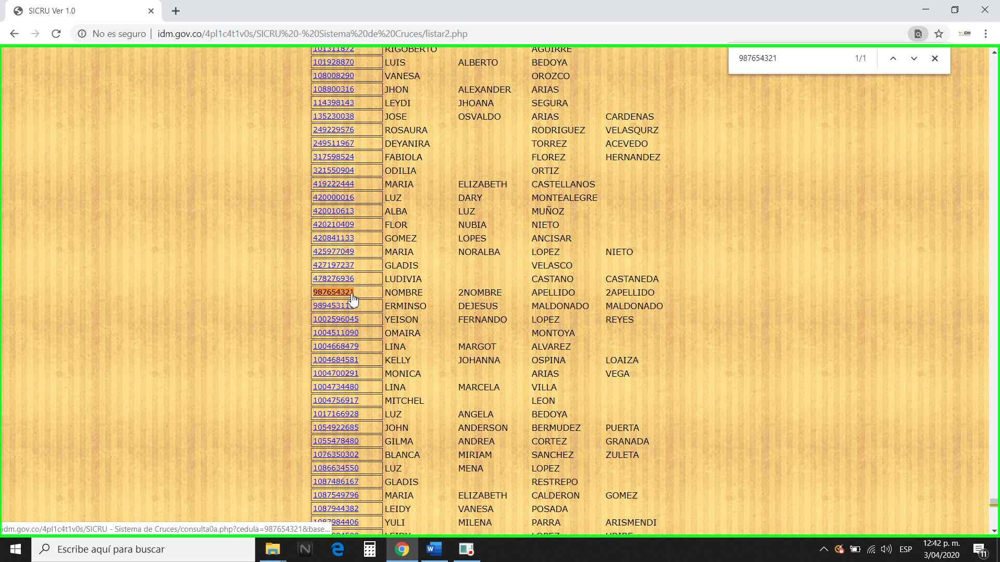 SICRU Ver 1.0
No es seguro | idm.gov.co/4pl1c4t1v0s/SICRU%20-%20Sistema%20de%20Cruces/listar2.php
IDM
987654321 1/1
101311872 RIGOBERTO AGUIRRE
101928870 LUIS ALBERTO BEDOYA
108008290 VANESA OROZCO
108800316 JHON ALEXANDER ARIAS
114398143 LEYDI JHOANA SEGURA
135230038 JOSE OSVALDO ARIAS CARDENAS
249229576 ROSAURA RODRIGUEZ VELASQURZ
249511967 DEYANIRA TORREZ ACEVEDO
317598524 FABIOLA FLOREZ HERNANDEZ
321550904 ODILIA ORTIZ
419222444 MARIA ELIZABETH CASTELLANOS
420000016 LUZ DARY MONTEALEGRE
420010613 ALBA LUZ MUÑOZ
420210409 FLOR NUBIA NIETO
420841133 GOMEZ LOPES ANCISAR
425977049 MARIA NORALBA LOPEZ NIETO
427197237 GLADIS VELASCO
478276936 LUDIVIA CASTANO CASTANEDA
987654321 NOMBRE 2NOMBRE APELLIDO 2APELLIDO
ERMINSO DEJESUS MALDONADO MALDONADO
1002596045 YEISON FERNANDO LOPEZ REYES
1004511090 OMAIRA MONTOYA
1004668479 LINA MARGOT ALVAREZ
1004684581 KELLY JOHANNA OSPINA LOAIZA
1004700291 MONICA ARIAS VEGA
1004734480 LINA MARCELA VILLA
1004756917 MITCHEL LEON
1017166928 LUZ ANGELA BEDOYA
1054922685 JOHN ANDERSON BERMUDEZ PUERTA
1055478480 GILMA ANDREA CORTEZ GRANADA
1076350302 BLANCA MIRIAM SANCHEZ ZULETA
1086634550 LUZ MENA LOPEZ
1087486167 GLADIS RESTREPO
1087549796 MARIA ELIZABETH CALDERON GOMEZ
1087944382 LEIDY VANESA POSADA
1087984406 YULI MILENA PARRA ARISMENDI
idm.gov.co/4pl1c4t1v0s/SICRU - Sistema de Cruces/consulta0a.php?cedula=987654321&base...
Escribe aquí para buscar
ESP
12:42 p. m.
3/04/2020
11